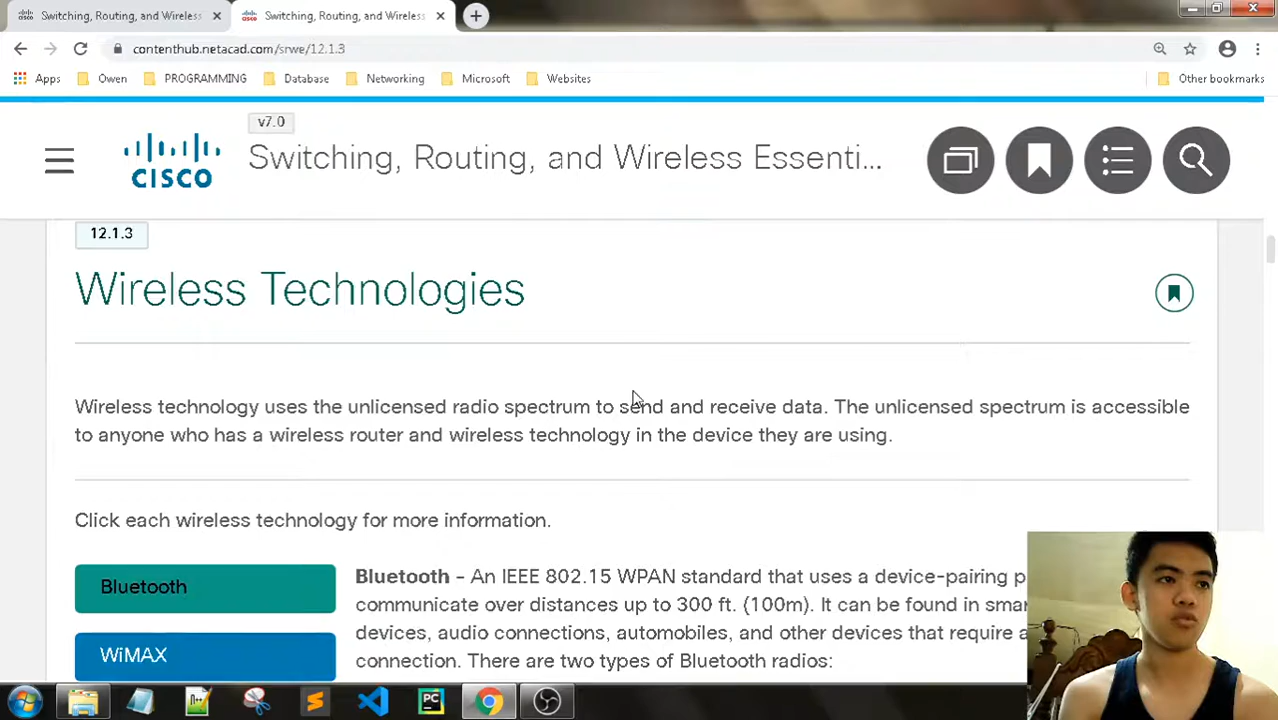 Switching, Routing, and Wireless
Switching, Routing, and Wireless
contenthub.netacad.com/srwe/12.1.3
Apps
Owen
PROGRAMMING
Database
Networking
Microsoft
Websites
Other bookmarks
v7.0
CISCO
Switching, Routing, and Wireless Essenti...
12.1.3
Wireless Technologies
Wireless technology uses the unlicensed radio spectrum to send and receive data. The unlicensed spectrum is accessible
to anyone who has a wireless router and wireless technology in the device they are using.
Click each wireless technology for more information.
Bluetooth
WiMAX
Bluetooth – An IEEE 802.15 WPAN standard that uses a device-pairing
communicate over distances up to 300 ft. (100m). It can be found in
devices, audio connections, automobiles, and other devices that require
connection. There are two types of Bluetooth radios:
PC